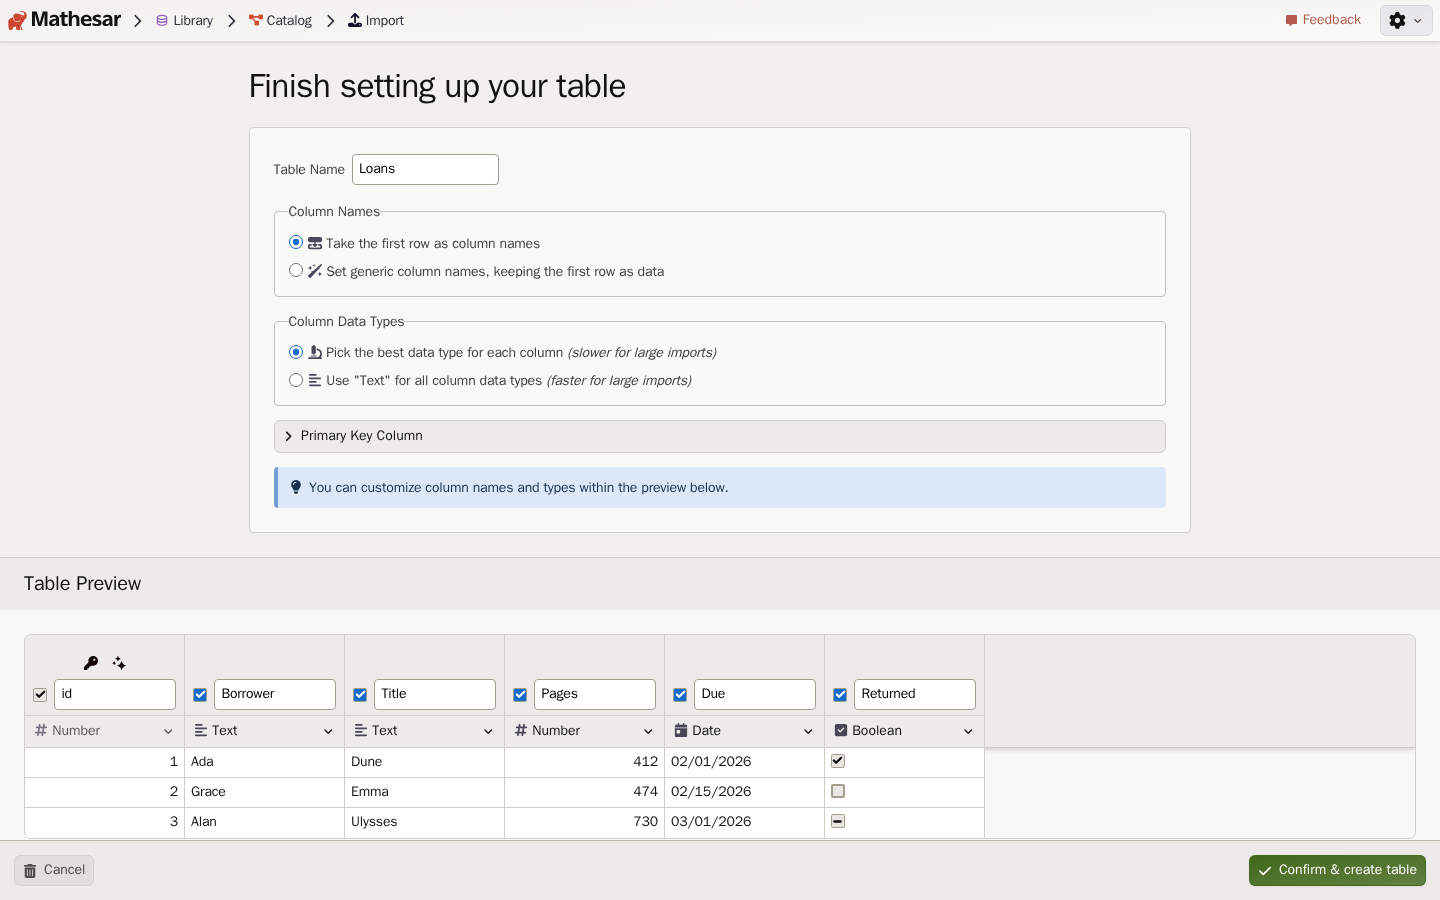 Mathesar Library Catalog Import Feedback
Finish setting up your table
Table Name Loans
Column Names
Take the first row as column names
Set generic column names, keeping the first row as data
Column Data Types
Pick the best data type for each column (slower for large imports)
Use "Text" for all column data types (faster for large imports)
Primary Key Column
You can customize column names and types within the preview below.
Table Preview
id Borrower Title Pages Due Returned
Number Text Text Number Date Boolean
1 Ada Dune 412 02/01/2026
2 Grace Emma 474 02/15/2026
3 Alan Ulysses 730 03/01/2026
Cancel Confirm & create table